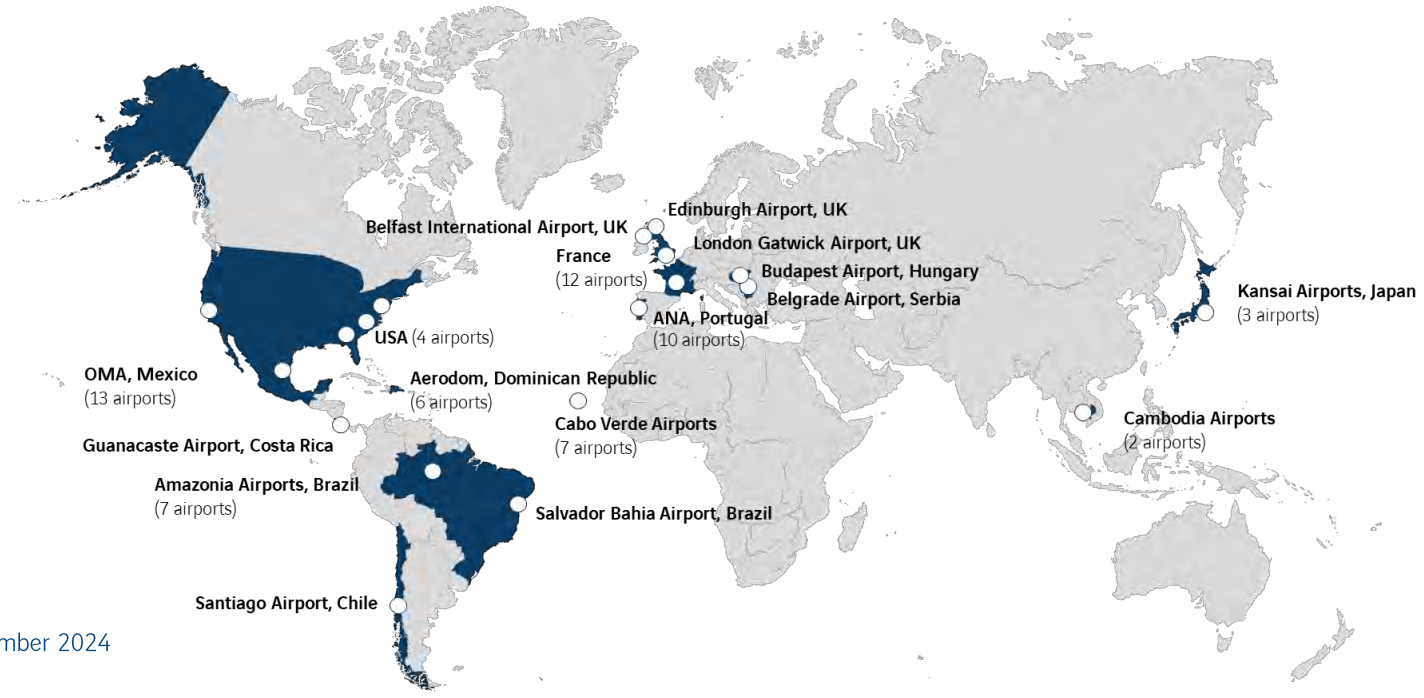 Edinburgh Airport, UK
Belfast International Airport, UK
London Gatwick Airport, UK
France
(12 airports)
Budapest Airport, Hungary
Belgrade Airport, Serbia
Kansai Airports, Japan
(3 airports)
ANA, Portugal
(10 airports)
USA (4 airports)
OMA, Mexico
(13 airports)
Aerodom, Dominican Republic
(6 airports)
Cabo Verde Airports
(7 airports)
Cambodia Airports
(2 airports)
Guanacaste Airport, Costa Rica
Amazonia Airports, Brazil
(7 airports)
Salvador Bahia Airport, Brazil
Santiago Airport, Chile
mber 2024